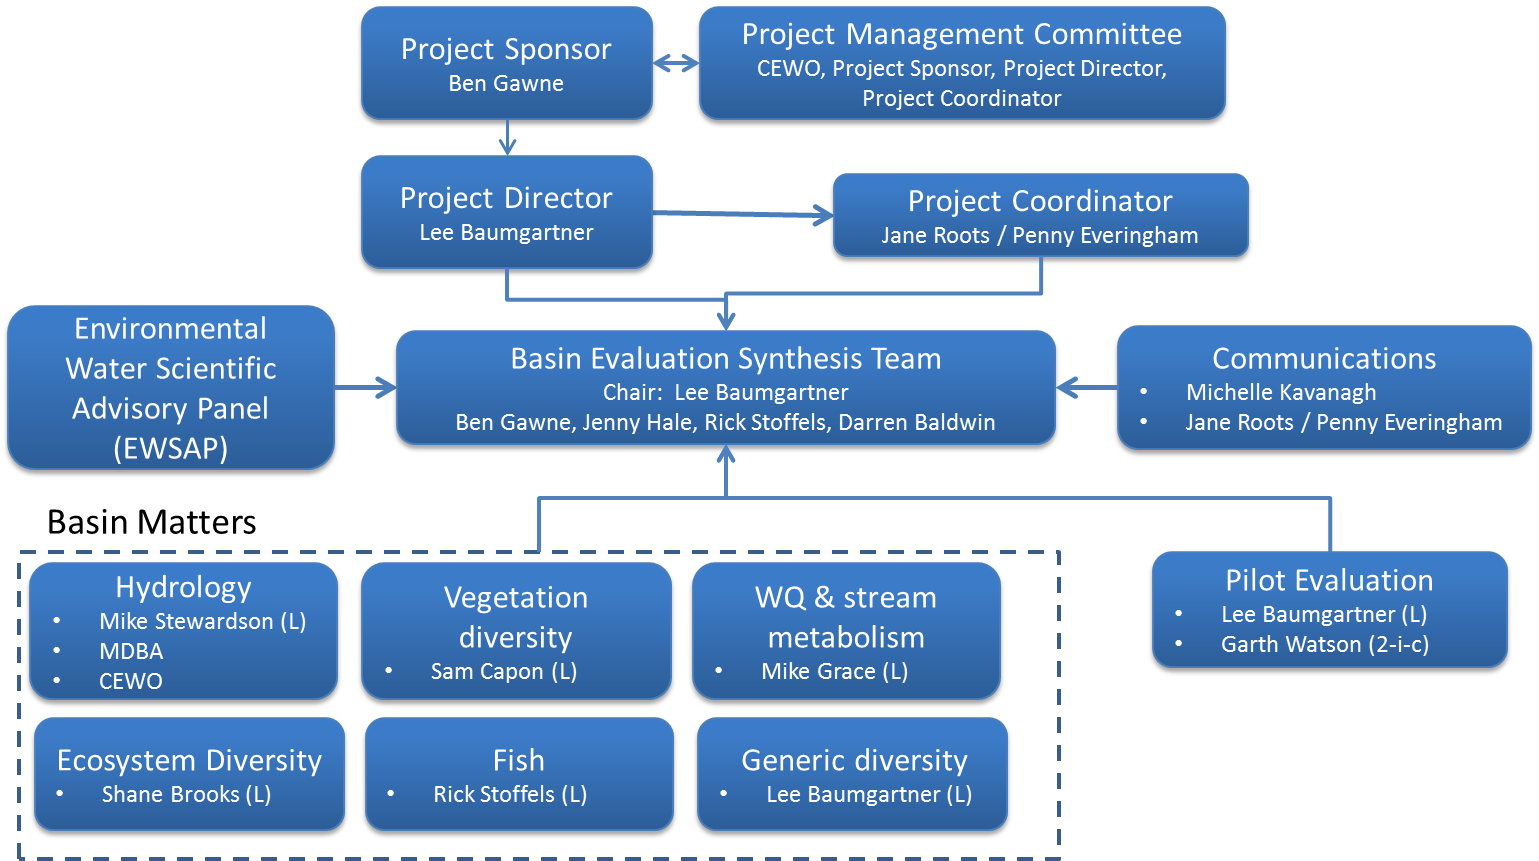 Project Sponsor
Ben Gawne
Project Management Committee
CEWO, Project Sponsor, Project Director,
Project Coordinator
Project Director
Lee Baumgartner
Project Coordinator
Jane Roots / Penny Everingham
Environmental
Water Scientific
Advisory Panel
(EWSAP)
Basin Evaluation Synthesis Team
Chair: Lee Baumgartner
Ben Gawne, Jenny Hale, Rick Stoffels, Darren Baldwin
Communications
• Michelle Kavanagh
• Jane Roots / Penny Everingham
Basin Matters
Hydrology
• Mike Stewardson (L)
• MDBA
• CEWO
Vegetation
diversity
• Sam Capon (L)
WQ & stream
metabolism
• Mike Grace (L)
Pilot Evaluation
• Lee Baumgartner (L)
• Garth Watson (2-i-c)
Ecosystem Diversity
• Shane Brooks (L)
Fish
• Rick Stoffels (L)
Generic diversity
• Lee Baumgartner (L)